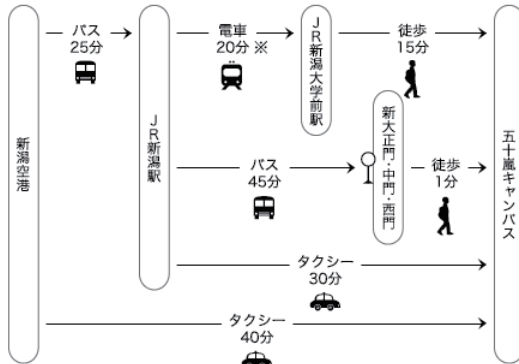 新潟空港
バス
25分
JR新潟駅
電車
20分 ※
JR新潟大学前駅
徒歩
15分
バス
45分
新大正門・中門・西門
徒歩
1分
タクシー
30分
タクシー
40分
五十嵐キャンパス